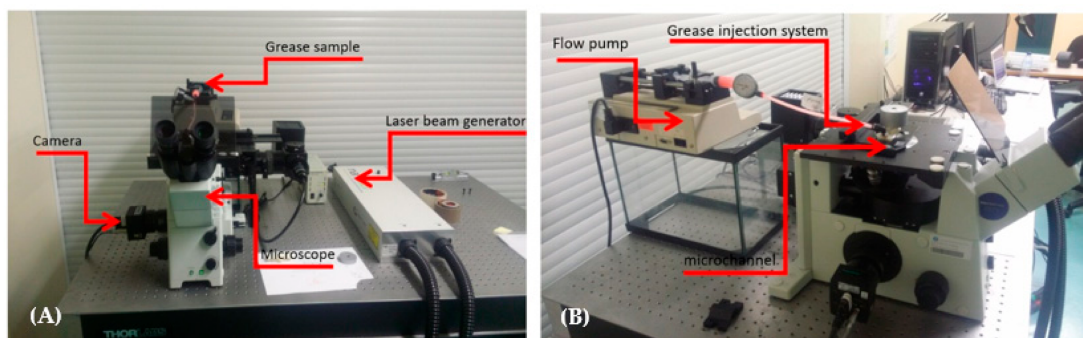 Grease sample
Camera
Laser beam generator
Microscope
(A)
THORLABS
Grease injection system
Flow pump
microchannel
(B)